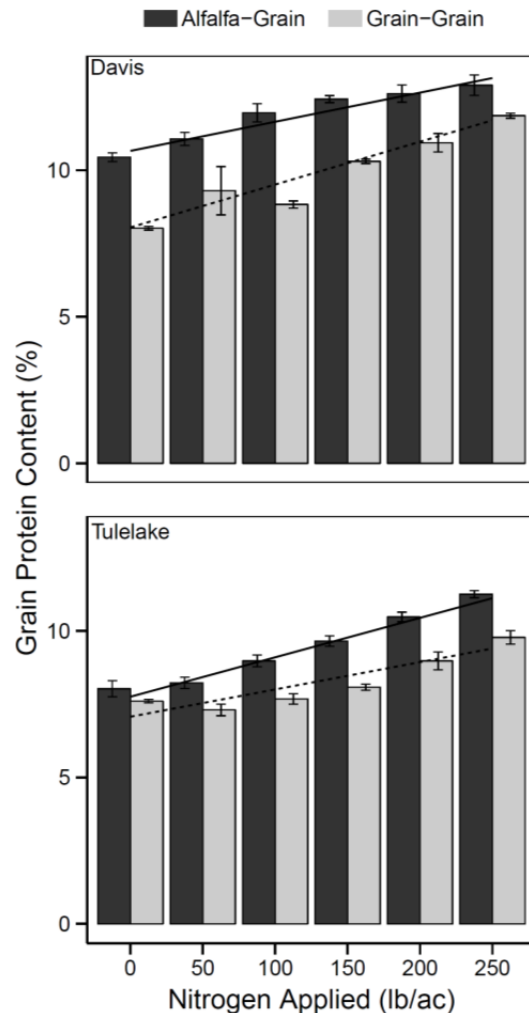 Alfalfa−Grain Grain−Grain
Davis
10
5
0
Grain Protein Content (%)
Tulelake
10
5
0
0 50 100 150 200 250
Nitrogen Applied (lb/ac)